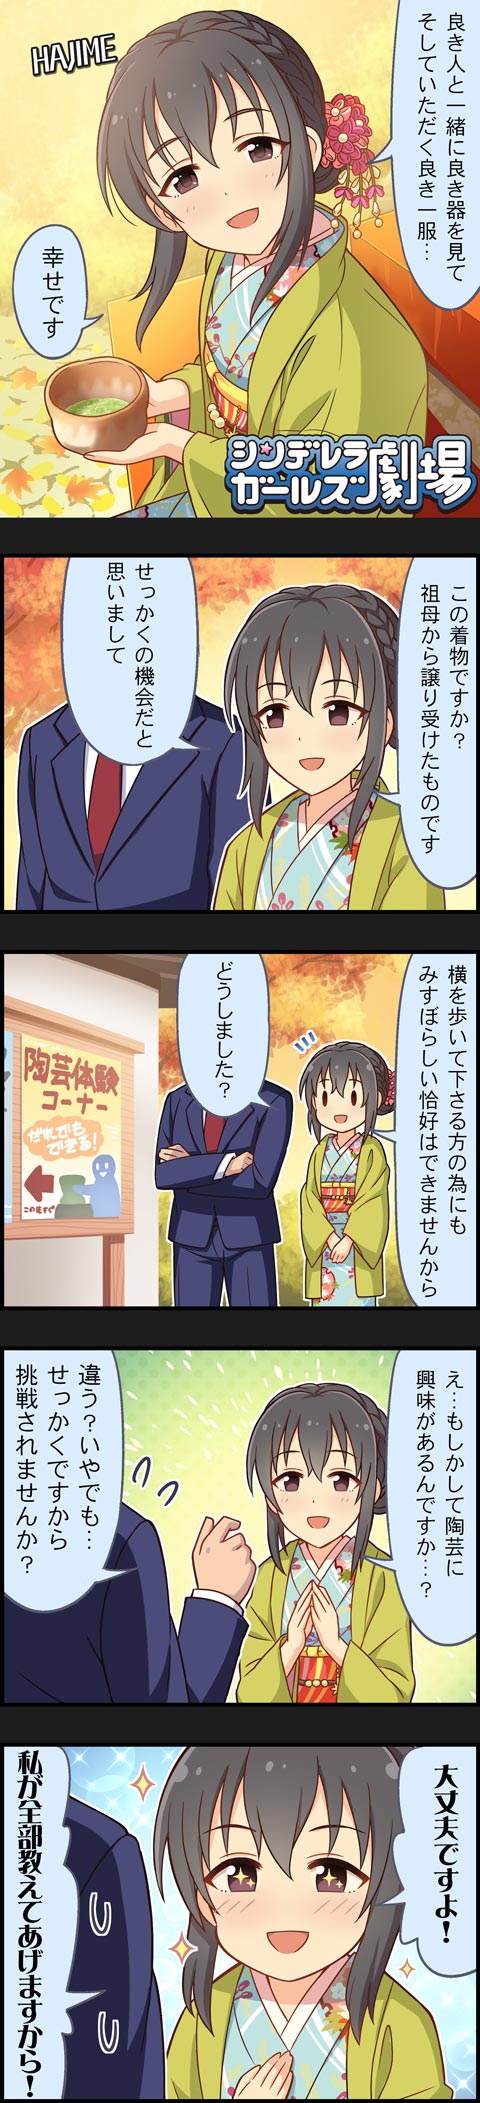 HAJIME
良き人と一緒に良き器を見て
そしていただく良き一服…
幸せです
シンデレラ
ガールズ劇場
この着物ですか？
祖母から譲り受けたものです
せっかくの機会だと
思いまして
横を歩いて下さる方の為にも
みすぼらしい恰好はできませんから
どうしました？
陶芸体験
コーナー
だれでも
できる！
この先すぐ
え…もしかして陶芸に
興味があるんですか…？
違う？いやでも…
せっかくですから
挑戦されませんか？
大丈夫ですよ！
私が全部教えてあげますから！